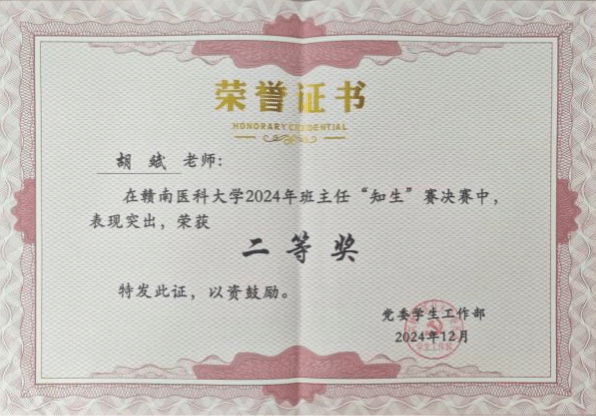 荣誉证书
HONORARY CREDENTIAL
胡斌 老师：
在赣南医科大学2024年班主任“知生”赛决赛中，
表现突出，荣获
二等奖
特发此证，以资鼓励。
党委学生工作部
2024年12月